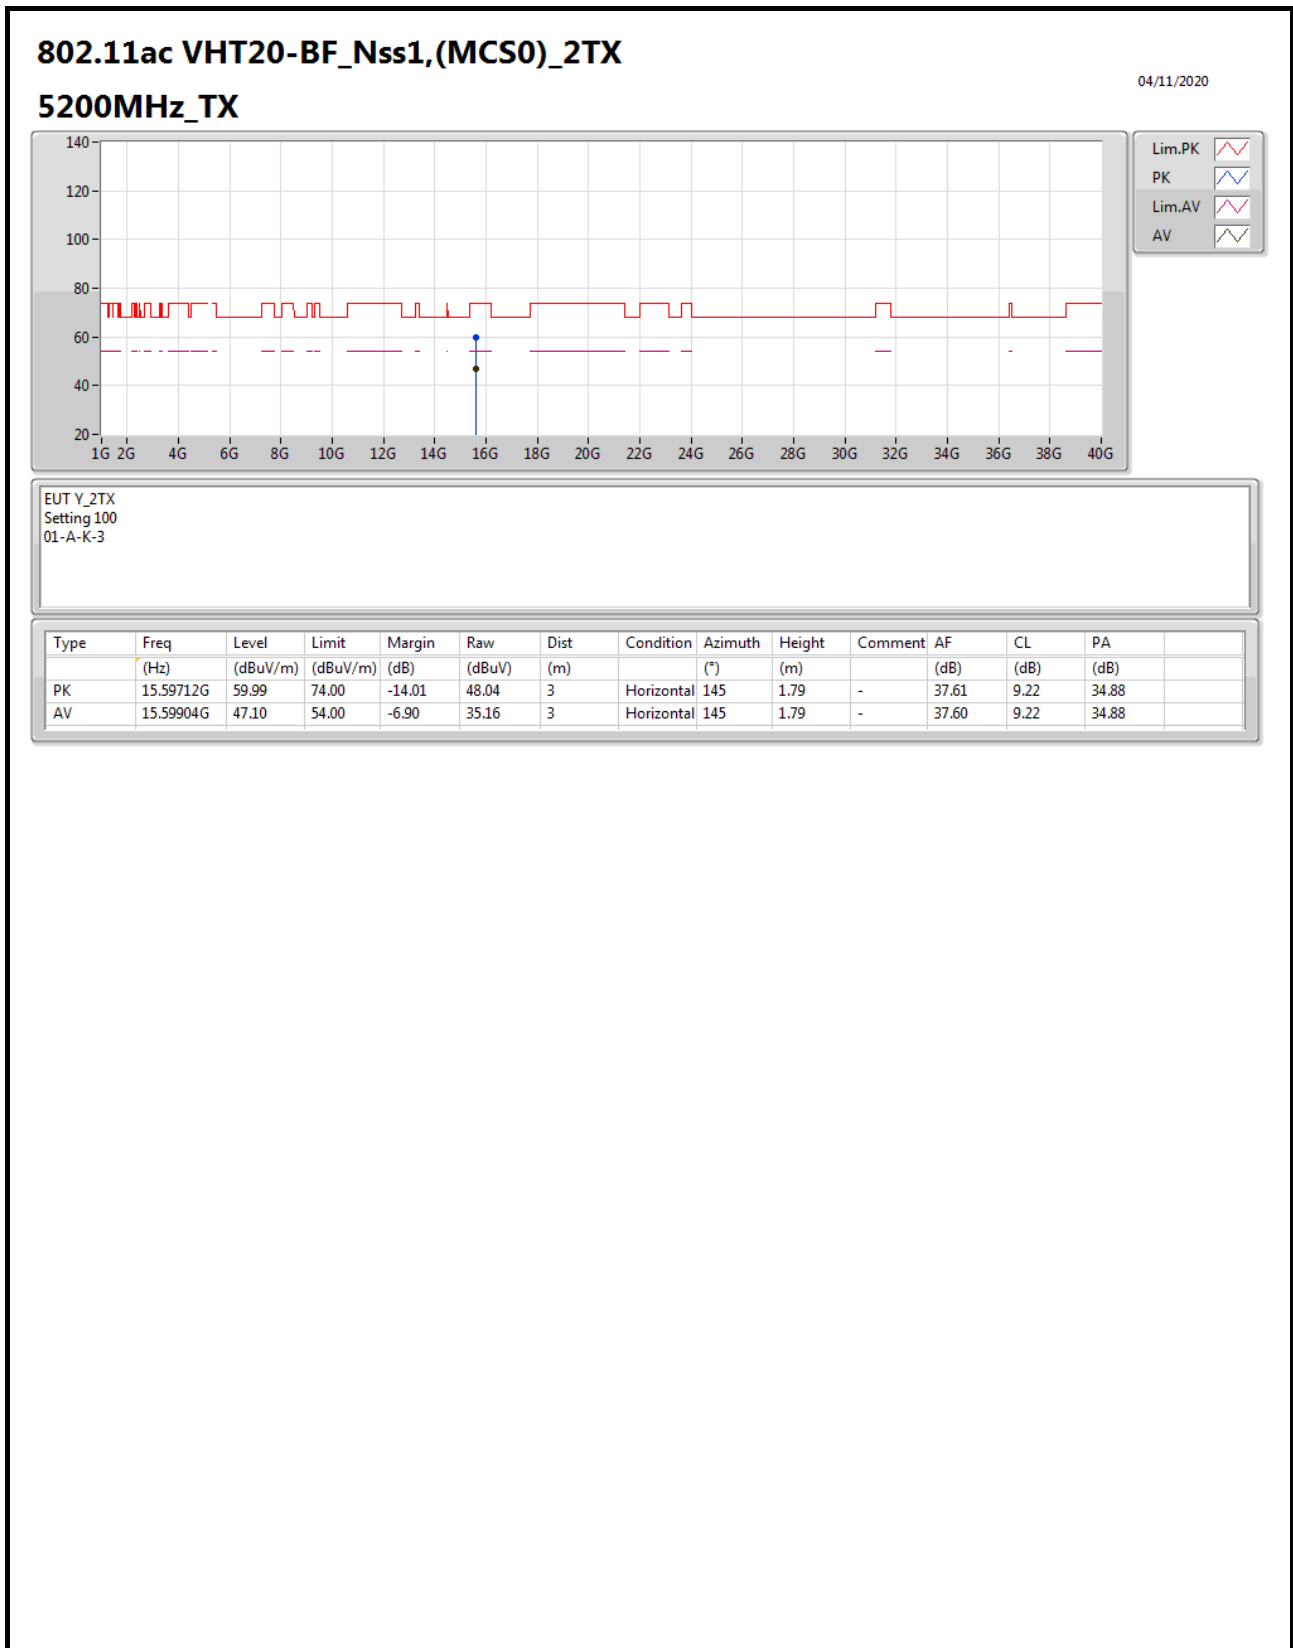 802.11ac VHT20-BF_Nss1,(MCS0)_2TX
04/11/2020
5200MHz_TX
140
120
100
80
60
40
20
1G 2G 4G 6G 8G 10G 12G 14G 16G 18G 20G 22G 24G 26G 28G 30G 32G 34G 36G 38G 40G
Lim.PK
PK
Lim.AV
AV
EUT Y_2TX
Setting 100
01-A-K-3
Type Freq Level Limit Margin Raw Dist Condition Azimuth Height Comment AF CL PA
(Hz) (dBuV/m) (dBuV/m) (dB) (dBuV) (m) (°) (m) (dB) (dB) (dB)
PK 15.59712G 59.99 74.00 -14.01 48.04 3 Horizontal 145 1.79 - 37.61 9.22 34.88
AV 15.59904G 47.10 54.00 -6.90 35.16 3 Horizontal 145 1.79 - 37.60 9.22 34.88